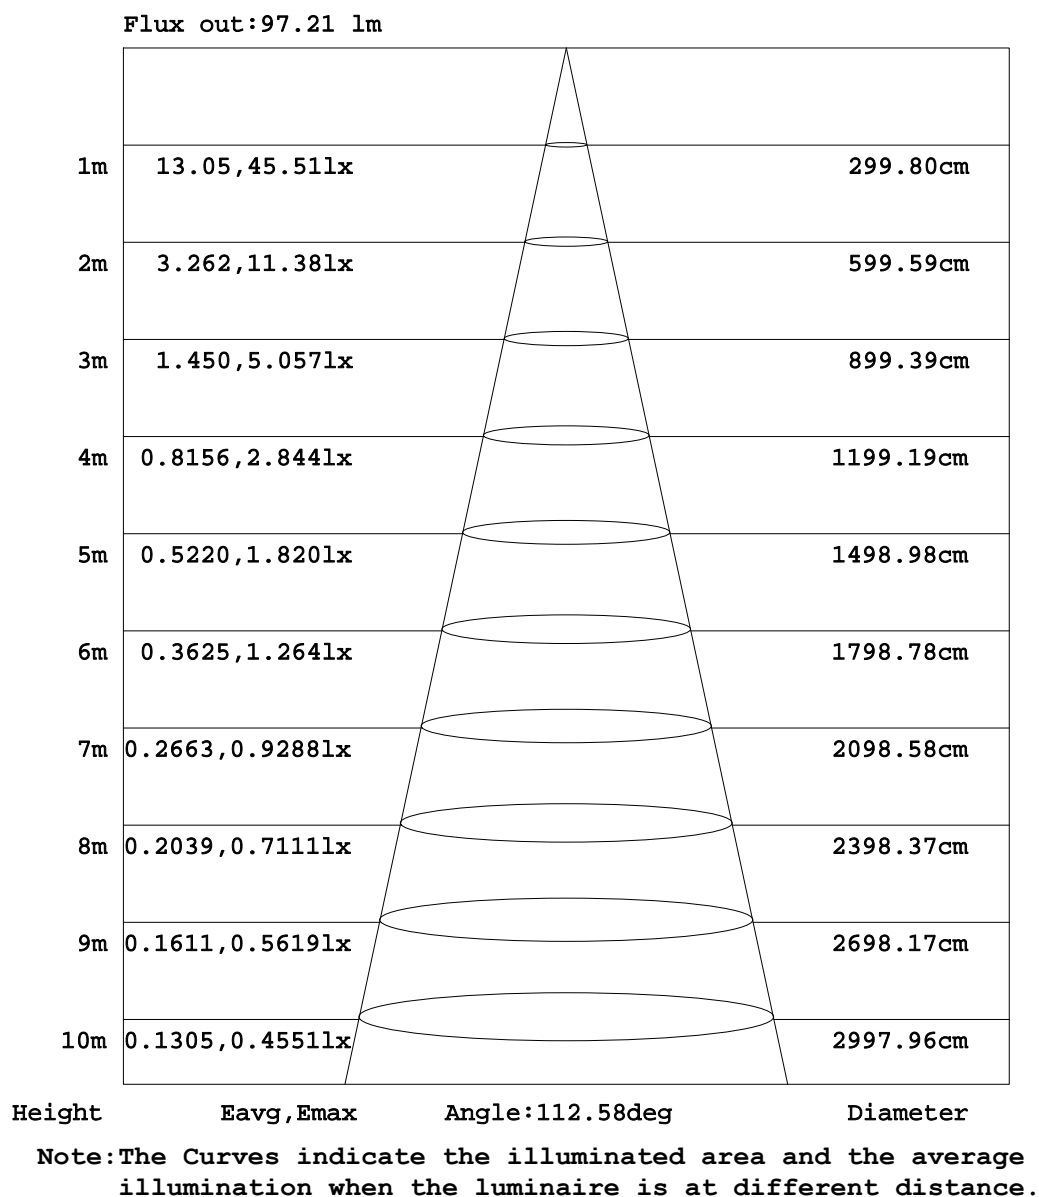 Flux out:97.21 lm
1m 13.05,45.51lx 299.80cm
2m 3.262,11.38lx 599.59cm
3m 1.450,5.057lx 899.39cm
4m 0.8156,2.844lx 1199.19cm
5m 0.5220,1.820lx 1498.98cm
6m 0.3625,1.264lx 1798.78cm
7m 0.2663,0.9288lx 2098.58cm
8m 0.2039,0.7111lx 2398.37cm
9m 0.1611,0.5619lx 2698.17cm
10m 0.1305,0.4551lx 2997.96cm
Height Eavg,Emax Angle:112.58deg Diameter
Note:The Curves indicate the illuminated area and the average
illumination when the luminaire is at different distance.